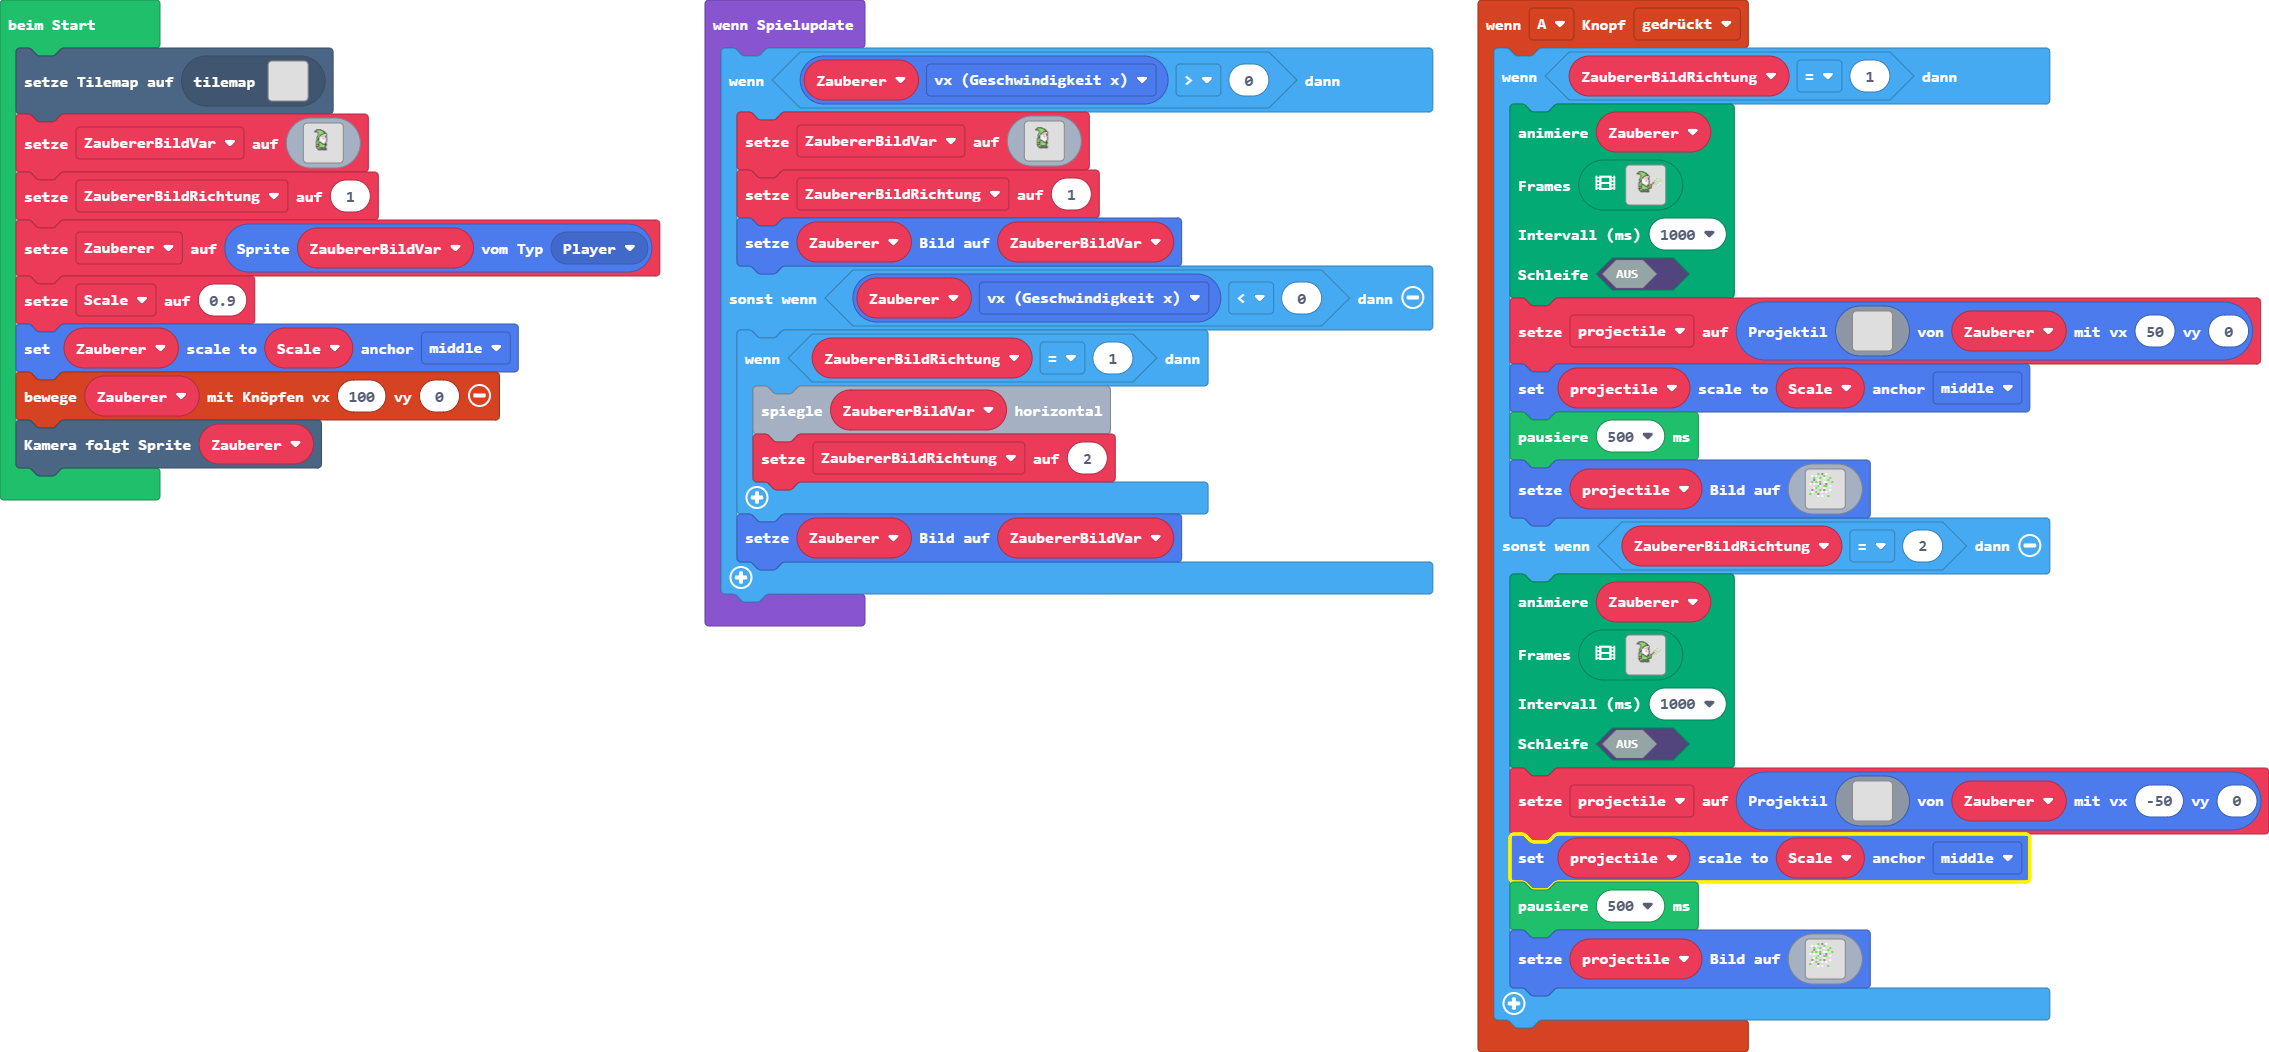 beim Start
setze Tilemap auf tilemap
setze ZaubererBildVar auf
setze ZaubererBildRichtung auf 1
setze Zauberer auf Sprite ZaubererBildVar vom Typ Player
setze Scale auf 0.9
set Zauberer scale to Scale anchor middle
bewege Zauberer mit Knöpfen vx 100 vy 0
Kamera folgt Sprite Zauberer
wenn Spielupdate
wenn Zauberer vx (Geschwindigkeit x) > 0 dann
setze ZaubererBildVar auf
setze ZaubererBildRichtung auf 1
setze Zauberer Bild auf ZaubererBildVar
sonst wenn Zauberer vx (Geschwindigkeit x) < 0 dann
wenn ZaubererBildRichtung = 1 dann
spiegle ZaubererBildVar horizontal
setze ZaubererBildRichtung auf 2
setze Zauberer Bild auf ZaubererBildVar
wenn A Knopf gedrückt
wenn ZaubererBildRichtung = 1 dann
animiere Zauberer
Frames
Intervall (ms) 1000
Schleife AUS
setze projectile auf Projektil von Zauberer mit vx 50 vy 0
set projectile scale to Scale anchor middle
pausiere 500 ms
setze projectile Bild auf
sonst wenn ZaubererBildRichtung = 2 dann
animiere Zauberer
Frames
Intervall (ms) 1000
Schleife AUS
setze projectile auf Projektil von Zauberer mit vx -50 vy 0
set projectile scale to Scale anchor middle
pausiere 500 ms
setze projectile Bild auf